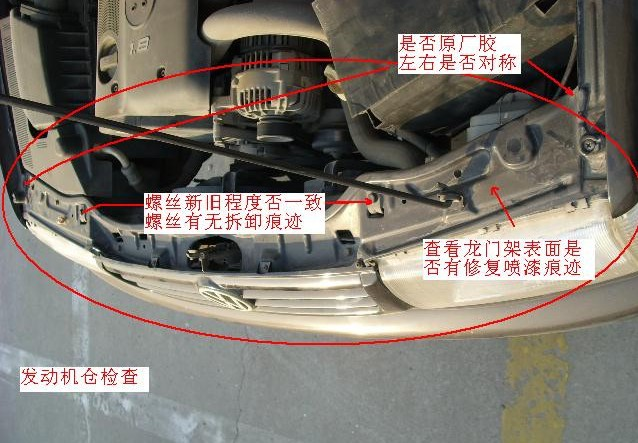 1.8
是否原厂胶
左右是否对称
螺丝新旧程度否一致
螺丝有无拆卸痕迹
查看龙门架表面是
否有修复喷漆痕迹
发动机仓检查